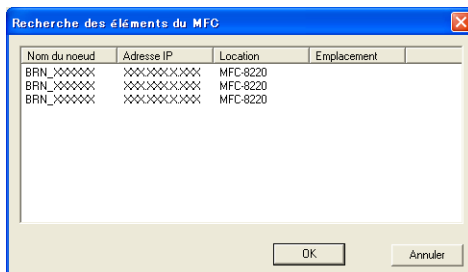 Recherche des éléments du MFC
Nom du noeud Adresse IP Location Emplacement
BRN_XXXXXX XXX.XXX.X.XXX MFC-8220
BRN_XXXXXX XXX.XXX.X.XXX MFC-8220
BRN_XXXXXX XXX.XXX.X.XXX MFC-8220
OK Annuler